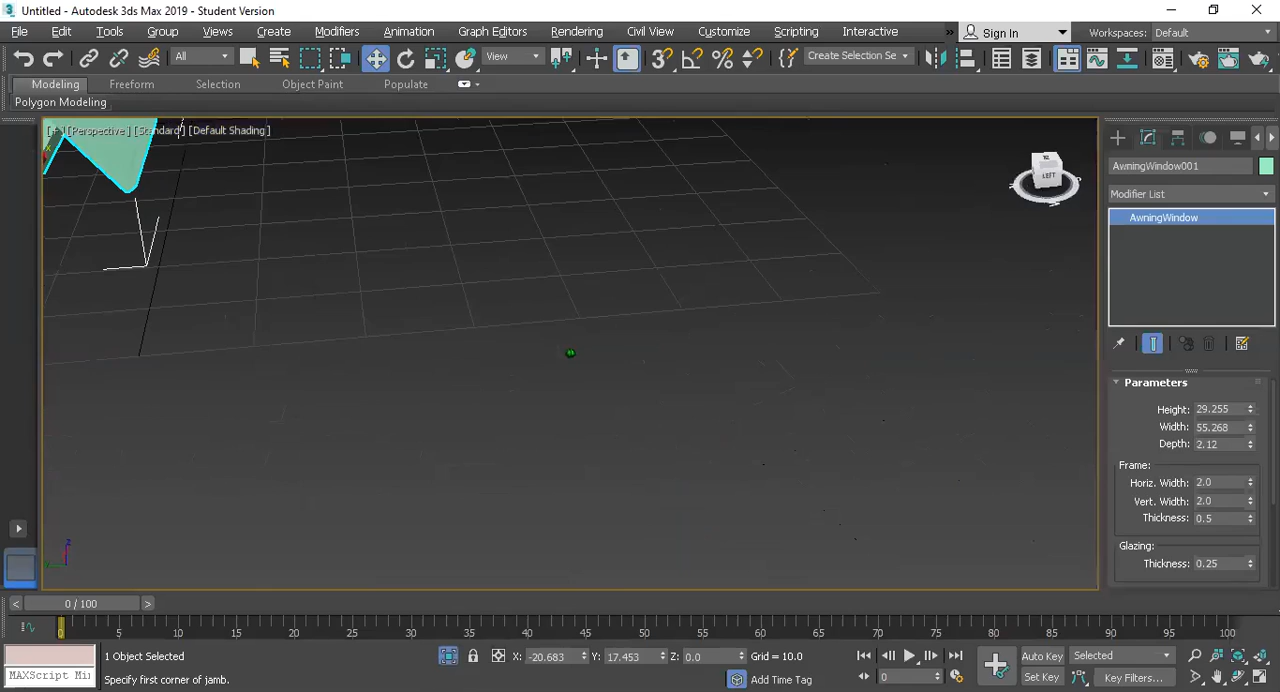 Untitled - Autodesk 3ds Max 2019 - Student Version
File Edit Tools Group Views Create Modifiers Animation Graph Editors Rendering Civil View Customize Scripting Interactive » Sign In Workspaces: Default
All View Create Selection Se
Modeling Freeform Selection Object Paint Populate
Polygon Modeling
[+] [Perspective] [Standard] [Default Shading]
LEFT
AwningWindow001
Modifier List
AwningWindow
Parameters
Height: 29.255
Width: 55.268
Depth: 2.12
Frame:
Horiz. Width: 2.0
Vert. Width: 2.0
Thickness: 0.5
Glazing:
Thickness: 0.25
x
z
< 0 / 100 >
0 5 10 15 20 25 30 35 40 45 50 55 60 65 70 75 80 85 90 95 100
1 Object Selected X: -20.683 Y: 17.453 Z: 0.0 Grid = 10.0 Auto Key Selected
MAXScript Mi Specify first corner of jamb. Add Time Tag 0 Set Key Key Filters...